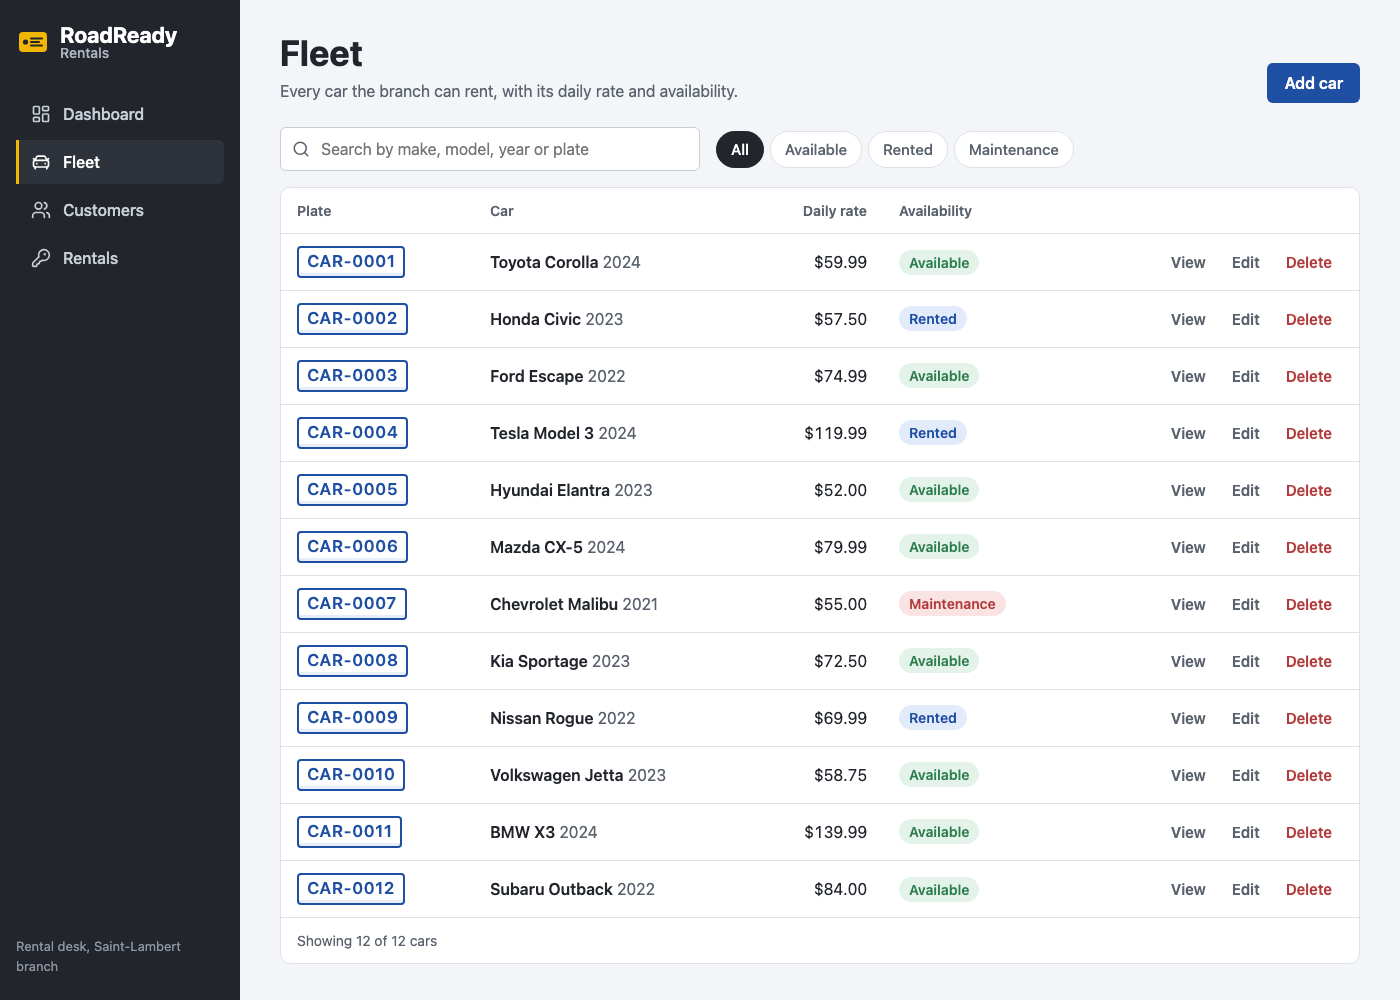 RoadReady
Rentals
Dashboard
Fleet
Customers
Rentals
Rental desk, Saint-Lambert
branch
Fleet
Every car the branch can rent, with its daily rate and availability.
Add car
Search by make, model, year or plate
All Available Rented Maintenance
Plate Car Daily rate Availability
CAR-0001 Toyota Corolla 2024 $59.99 Available View Edit Delete
CAR-0002 Honda Civic 2023 $57.50 Rented View Edit Delete
CAR-0003 Ford Escape 2022 $74.99 Available View Edit Delete
CAR-0004 Tesla Model 3 2024 $119.99 Rented View Edit Delete
CAR-0005 Hyundai Elantra 2023 $52.00 Available View Edit Delete
CAR-0006 Mazda CX-5 2024 $79.99 Available View Edit Delete
CAR-0007 Chevrolet Malibu 2021 $55.00 Maintenance View Edit Delete
CAR-0008 Kia Sportage 2023 $72.50 Available View Edit Delete
CAR-0009 Nissan Rogue 2022 $69.99 Rented View Edit Delete
CAR-0010 Volkswagen Jetta 2023 $58.75 Available View Edit Delete
CAR-0011 BMW X3 2024 $139.99 Available View Edit Delete
CAR-0012 Subaru Outback 2022 $84.00 Available View Edit Delete
Showing 12 of 12 cars